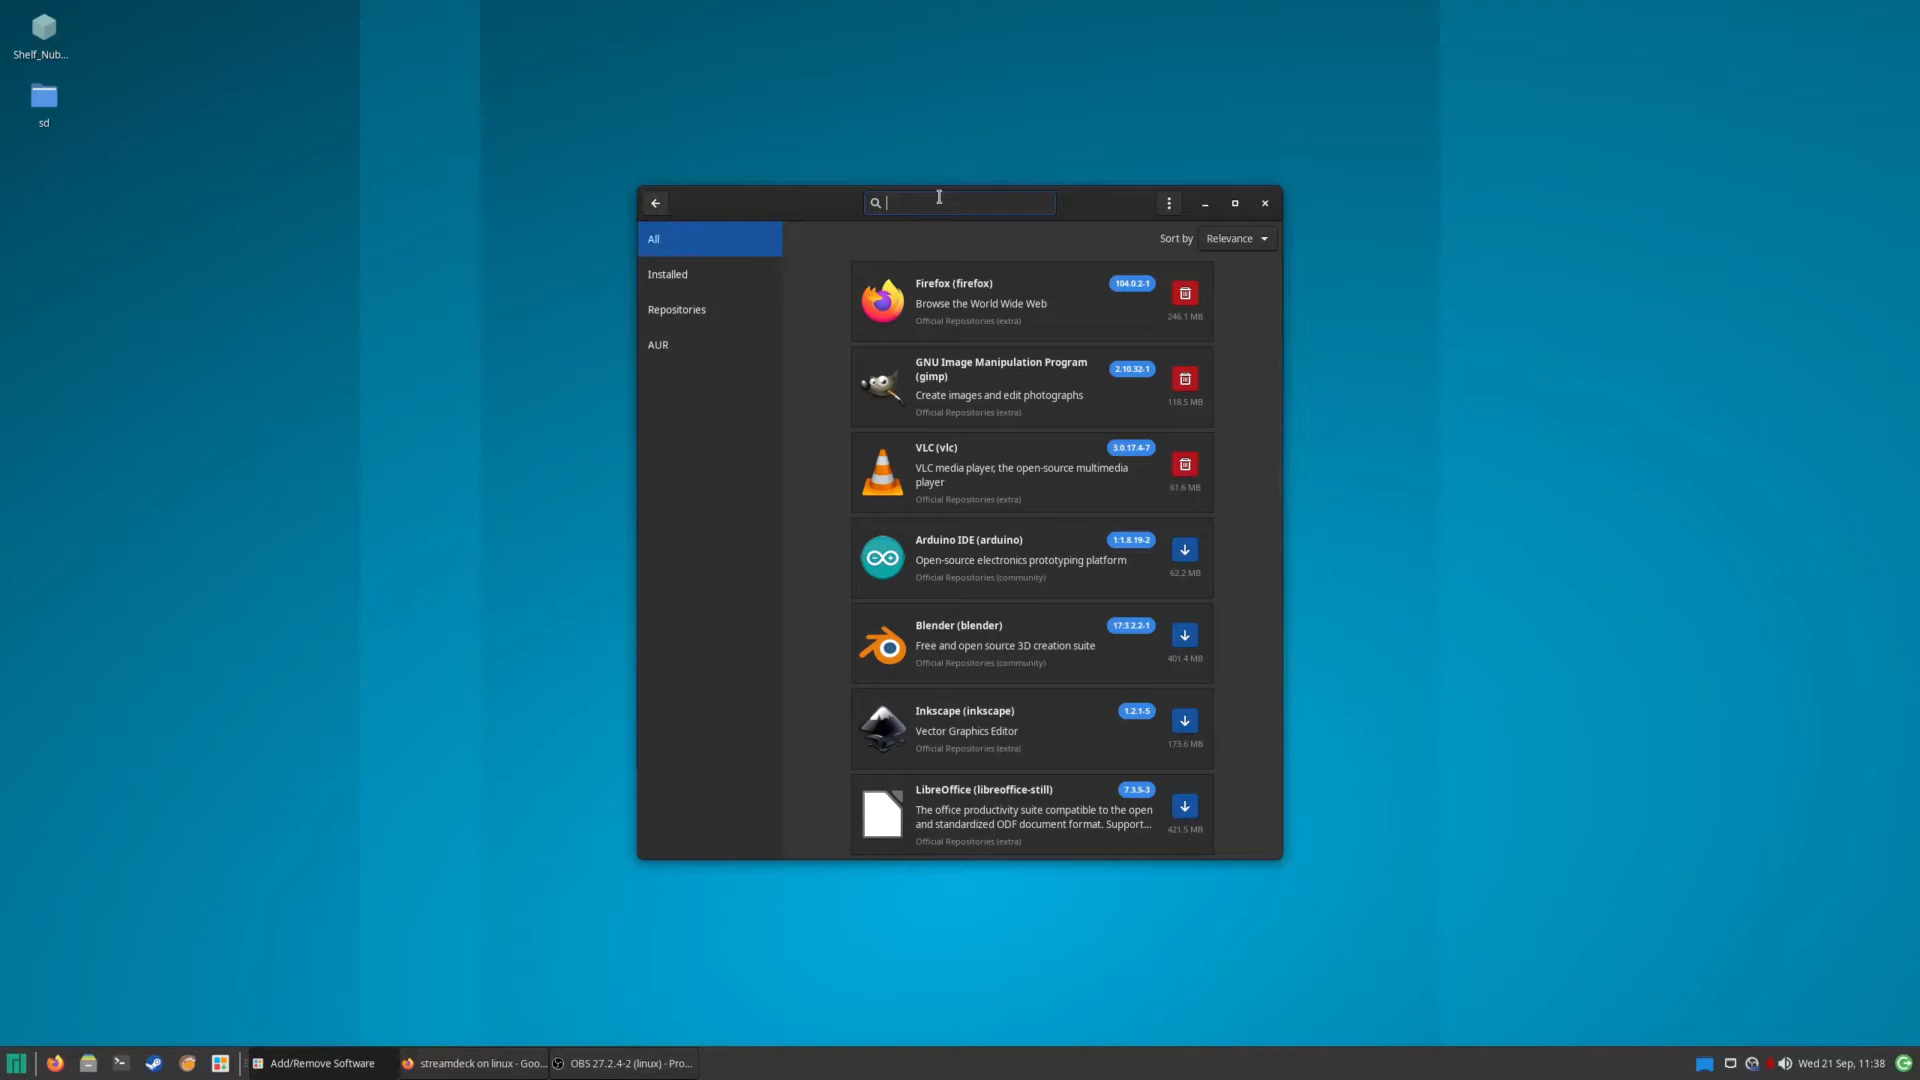 Shelf_Nub...
sd
All
Installed
Repositories
AUR
Sort by
Relevance
Firefox (firefox)
104.0.2-1
Browse the World Wide Web
246.1 MB
Official Repositories (extra)
GNU Image Manipulation Program
(gimp)
2.10.32-1
Create images and edit photographs
118.5 MB
Official Repositories (extra)
VLC (vlc)
3.0.17.4-7
VLC media player, the open-source multimedia
player
61.6 MB
Official Repositories (extra)
Arduino IDE (arduino)
1:1.8.19-2
Open-source electronics prototyping platform
62.2 MB
Official Repositories (community)
Blender (blender)
17:3.2.2-1
Free and open source 3D creation suite
401.4 MB
Official Repositories (community)
Inkscape (inkscape)
1.2.1-5
Vector Graphics Editor
173.6 MB
Official Repositories (extra)
LibreOffice (libreoffice-still)
7.3.5-3
The office productivity suite compatible to the open
and standardized ODF document format. Support...
421.5 MB
Official Repositories (extra)
Add/Remove Software
streamdeck on linux - Goo...
OBS 27.2.4-2 (linux) - Pro...
Wed 21 Sep, 11:38